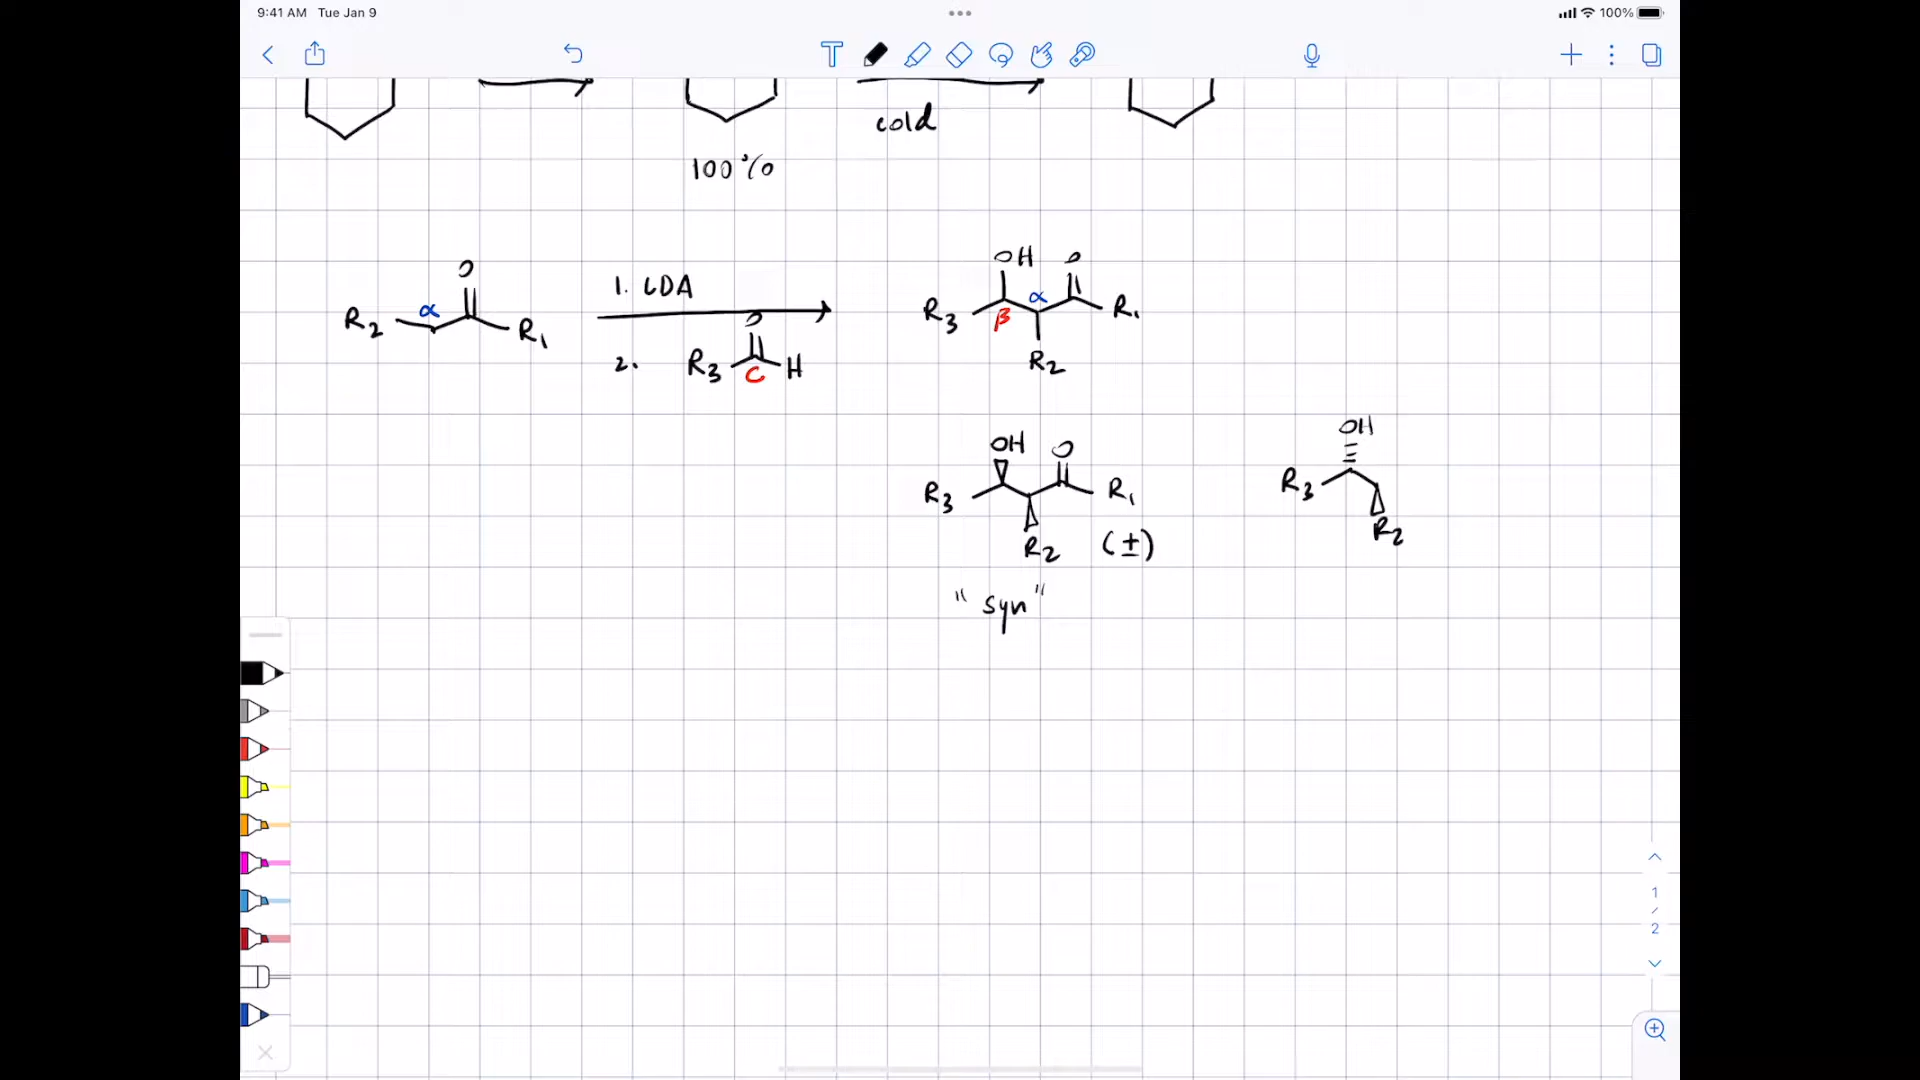 9:41 AM Tue Jan 9
100%
T
cold
100%
O
R₂ α R₁
1. LDA
2. O
R₃ C H
OH O
R₃ β α R₁
R₂
OH O
R₃ R₁
R₂ (±)
"syn"
OH
R₃
R₂
1
/
2